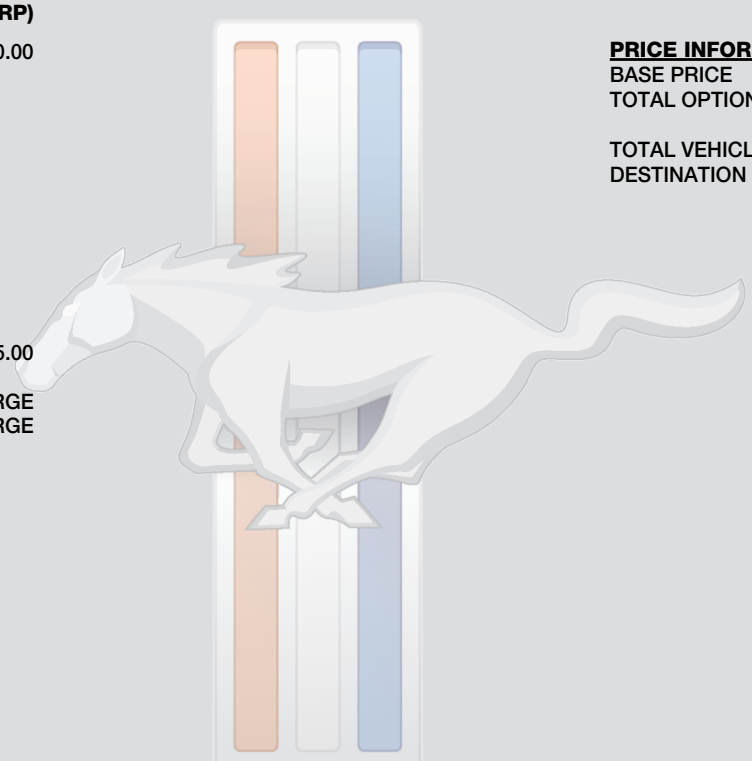 RP)
0.00
5.00
RGE
RGE
PRICE INFOR
BASE PRICE
TOTAL OPTION
TOTAL VEHICL
DESTINATION